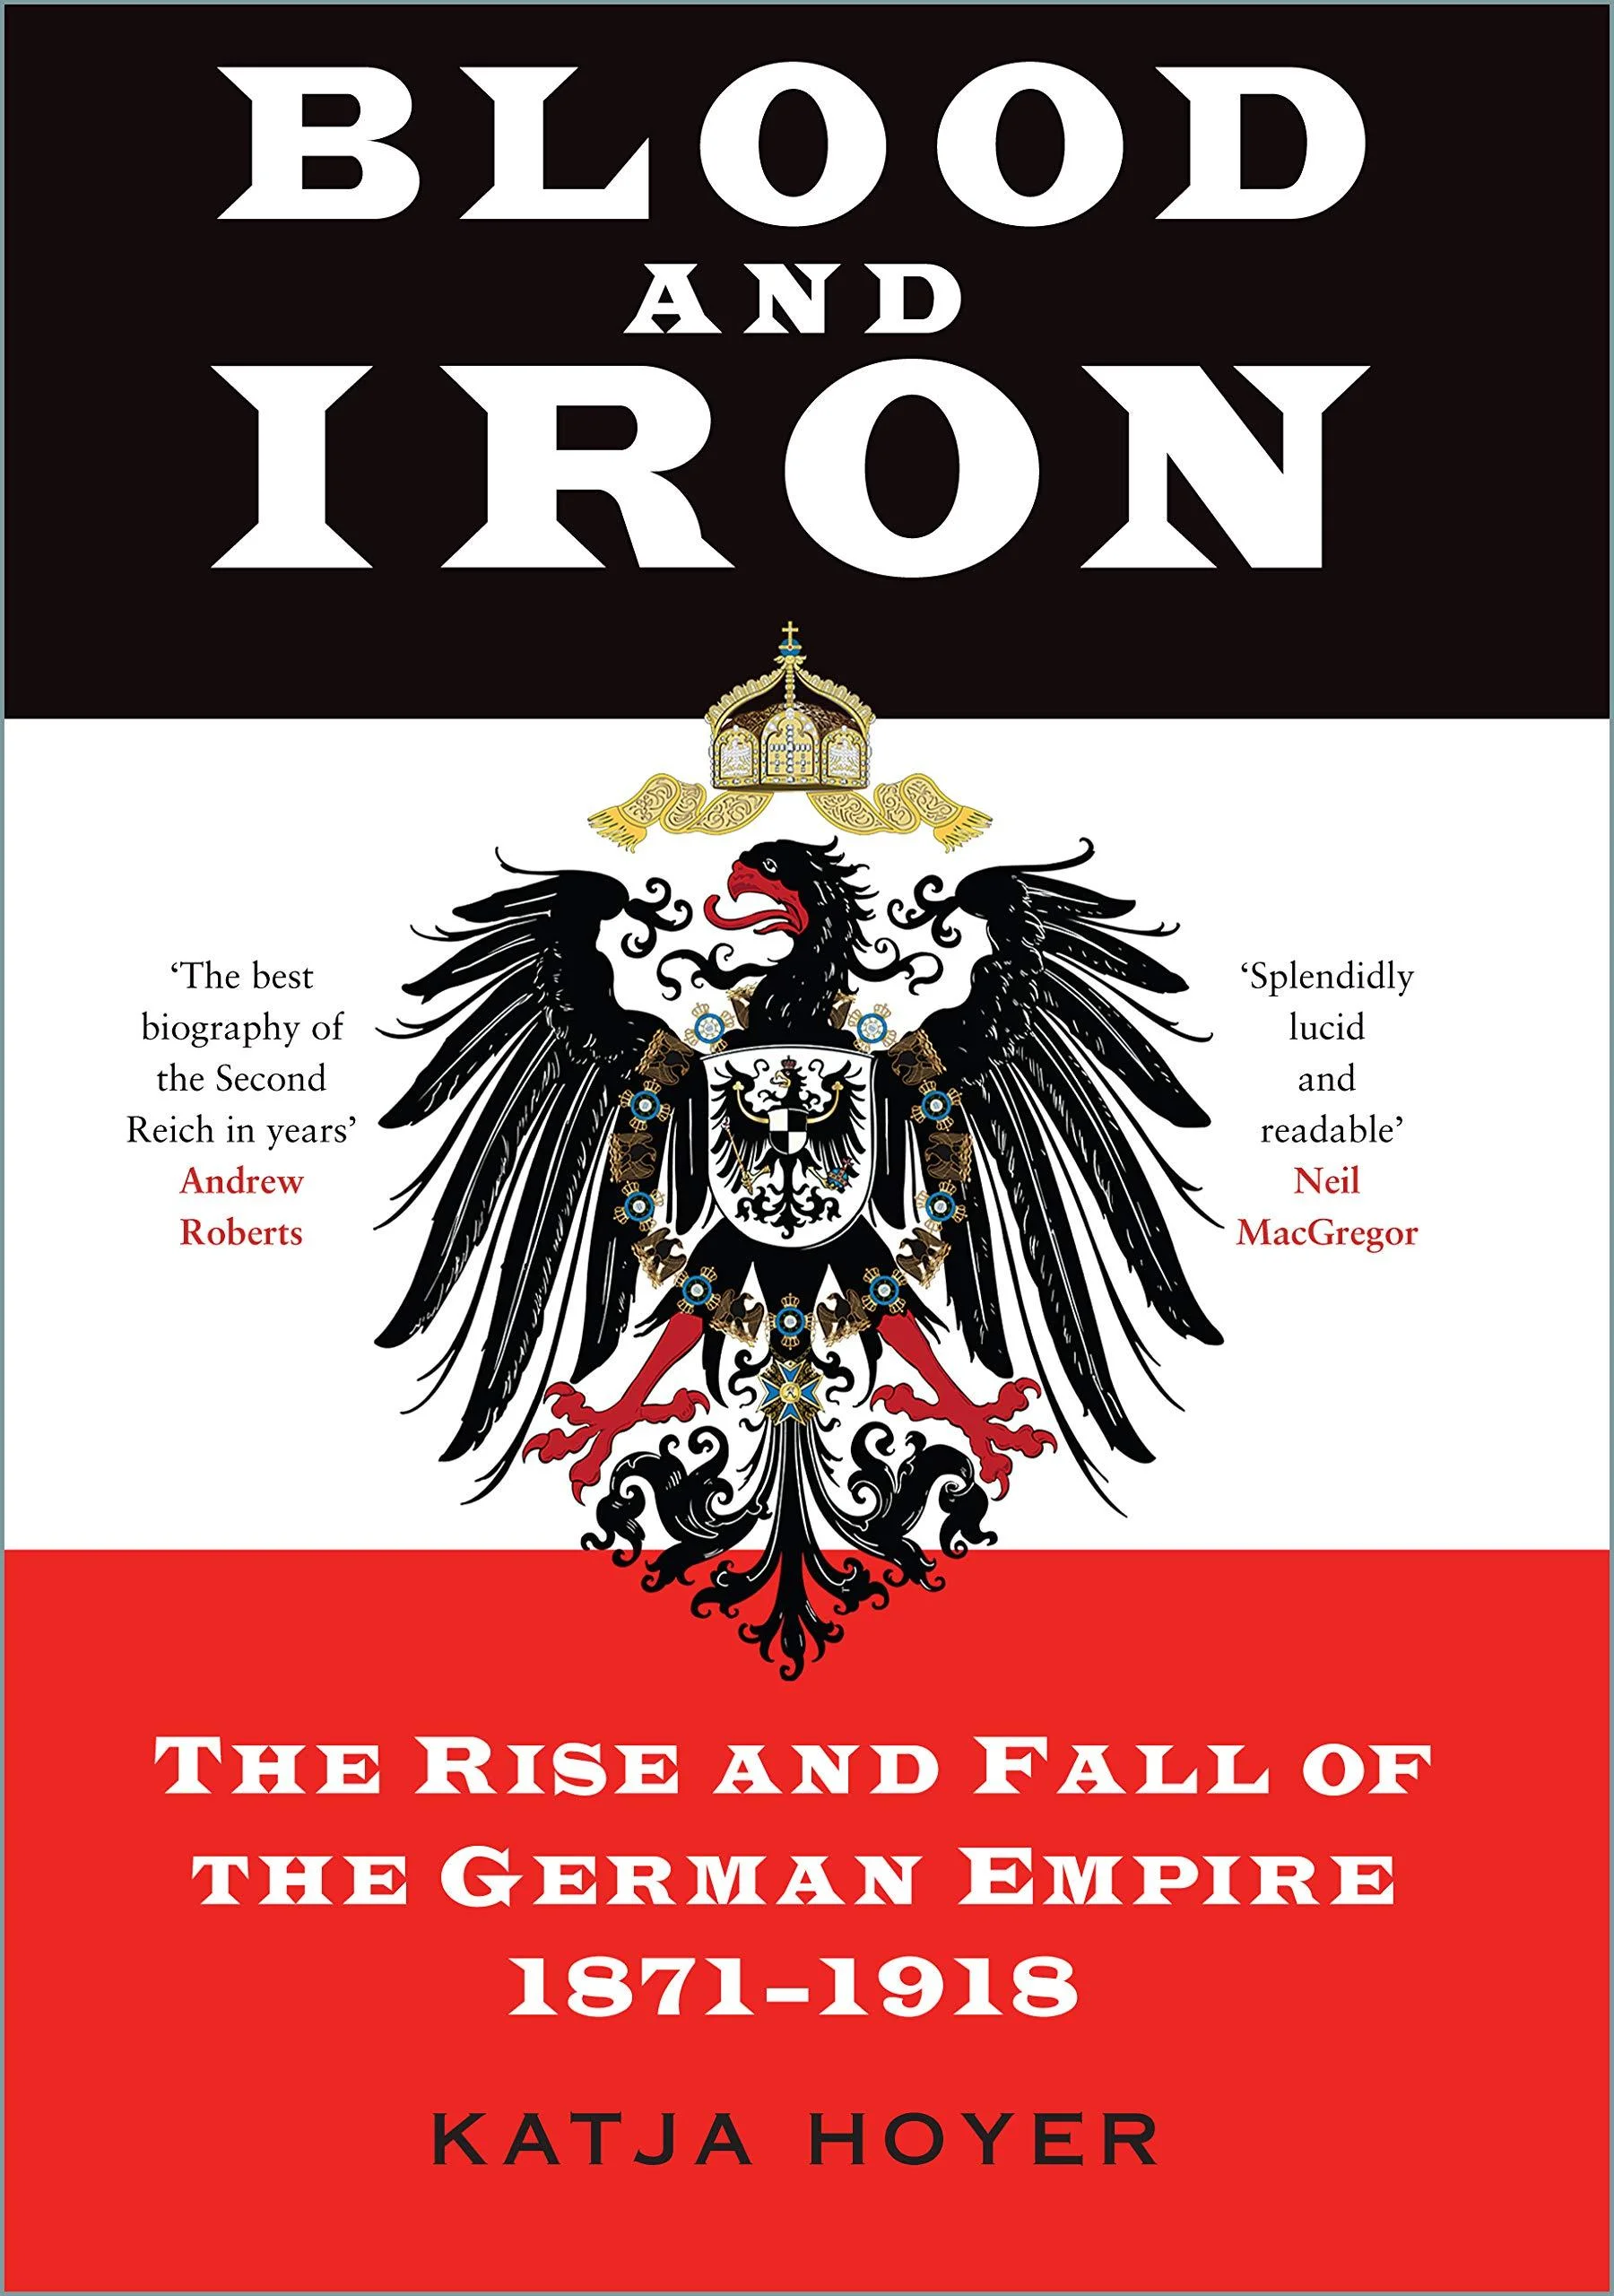 BLOOD
AND
IRON
‘The best
biography of
the Second
Reich in years’
Andrew
Roberts
‘Splendidly
lucid
and
readable’
Neil
MacGregor
THE RISE AND FALL OF
THE GERMAN EMPIRE
1871–1918
KATJA HOYER